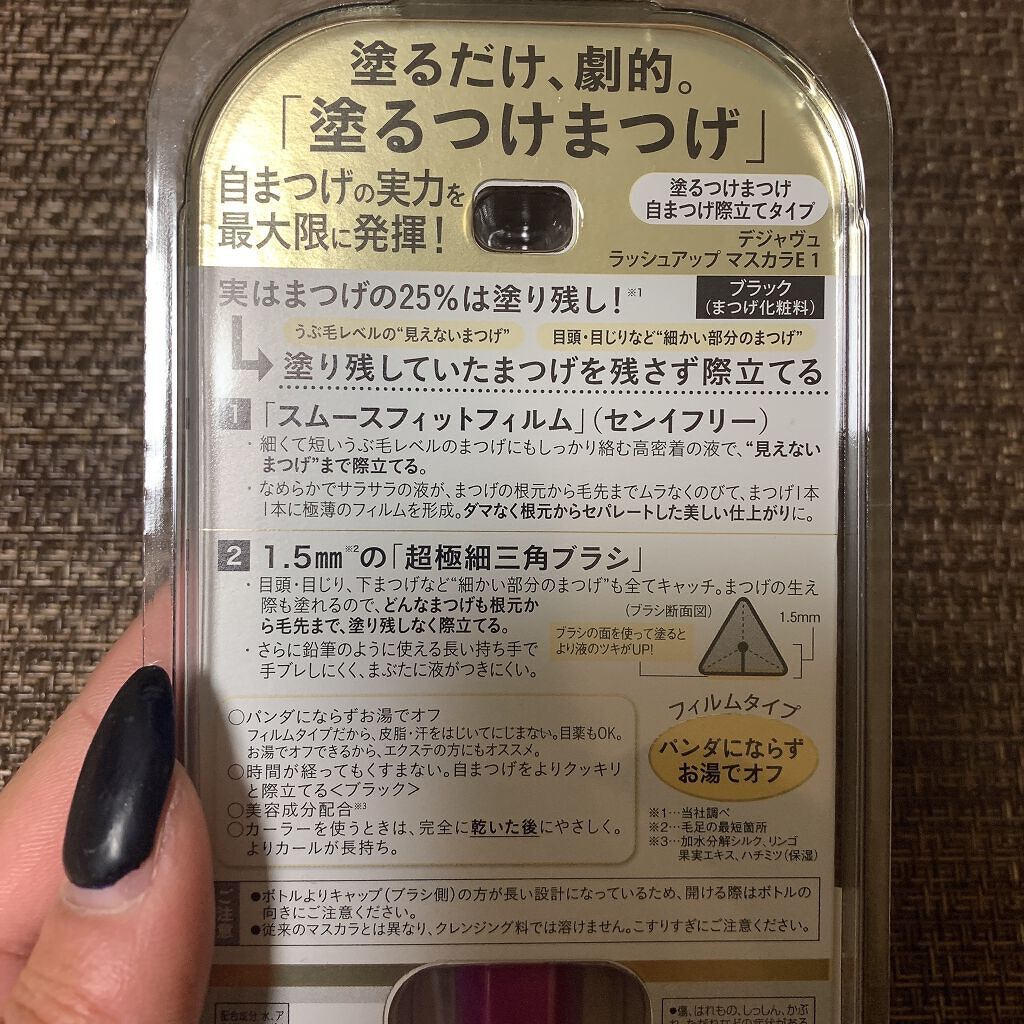 塗るだけ、劇的。
「塗るつけまつげ」
自まつげの実力を
最大限に発揮!
塗るつけまつげ
自まつげ際立てタイプ
デジャヴュ
ラッシュアップ マスカラE 1
ブラック
(まつげ化粧料)
実はまつげの25%は塗り残し!※1
うぶ毛レベルの“見えないまつげ” 目頭・目じりなど“細かい部分のまつげ”
塗り残していたまつげを残さず際立てる
1 「スムースフィットフィルム」(センイフリー)
・細くて短いうぶ毛レベルのまつげにもしっかり絡む高密着の液で、“見えない
まつげ”まで際立てる。
・なめらかでサラサラの液が、まつげの根元から毛先までムラなくのびて、まつげ1本
1本に極薄のフィルムを形成。ダマなく根元からセパレートした美しい仕上がりに。
2 1.5㎜※2の「超極細三角ブラシ」
・目頭・目じり、下まつげなど“細かい部分のまつげ”も全てキャッチ。まつげの生え
際も塗れるので、どんなまつげも根元か
ら毛先まで、塗り残しなく際立てる。
・さらに鉛筆のように使える長い持ち手で
手ブレしにくく、まぶたに液がつきにくい。
(ブラシ断面図)
1.5mm
ブラシの面を使って塗ると
より液のツキがUP!
○パンダにならずお湯でオフ
フィルムタイプだから、皮脂・汗をはじいてにじまない。目薬もOK。
お湯でオフできるから、エクステの方にもオススメ。
○時間が経ってもくすまない。自まつげをよりクッキリ
と際立てる<ブラック>
○美容成分配合※3
○カーラーを使うときは、完全に乾いた後にやさしく。
よりカールが長持ち。
フィルムタイプ
パンダにならず
お湯でオフ
※1…当社調べ
※2…毛足の最短箇所
※3…加水分解シルク、リンゴ
果実エキス、ハチミツ(保湿)
ご注意
●ボトルよりキャップ(ブラシ側)の方が長い設計になっているため、開ける際はボトルの
向きにご注意ください。
●従来のマスカラとは異なり、クレンジング料では溶けません。こすりすぎにご注意ください。
配合成分:水、ア
●傷、はれもの、しっしん、かぶ